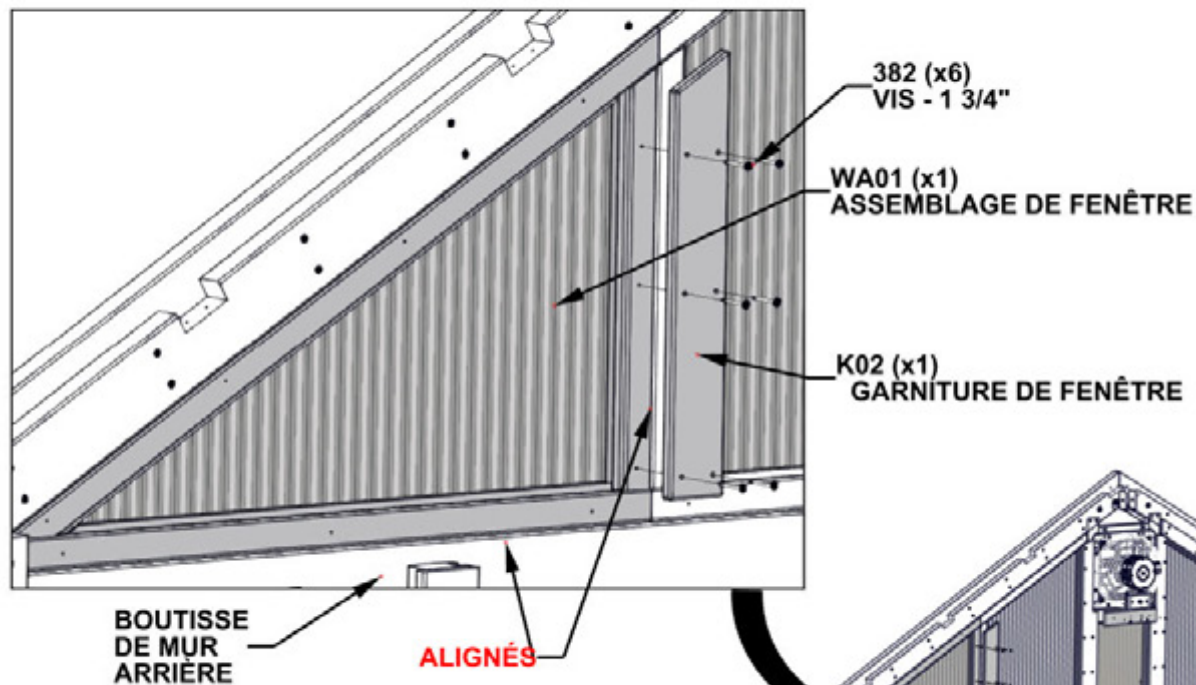 382 (x6)
VIS - 1 3/4"
WA01 (x1)
ASSEMBLAGE DE FENÊTRE
K02 (x1)
GARNITURE DE FENÊTRE
BOUTISSE
DE MUR
ARRIÈRE
ALIGNÉS